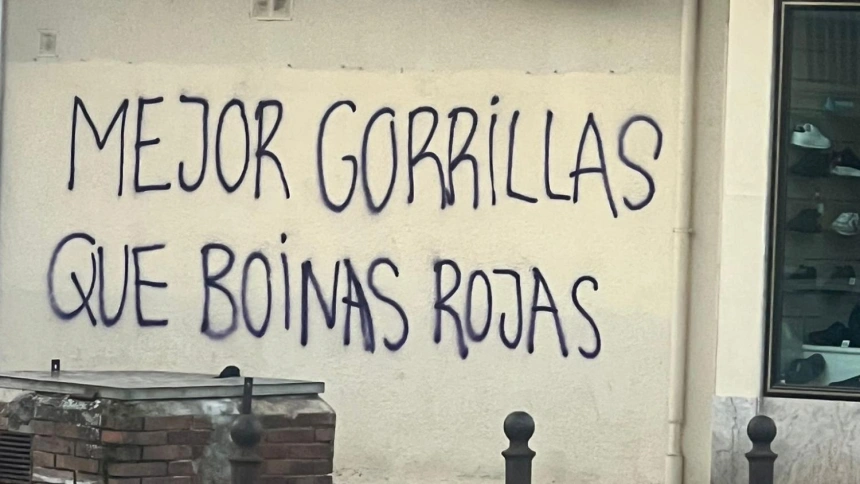 MEJOR GORRiLLAS
QUE BOiNAS ROJAS